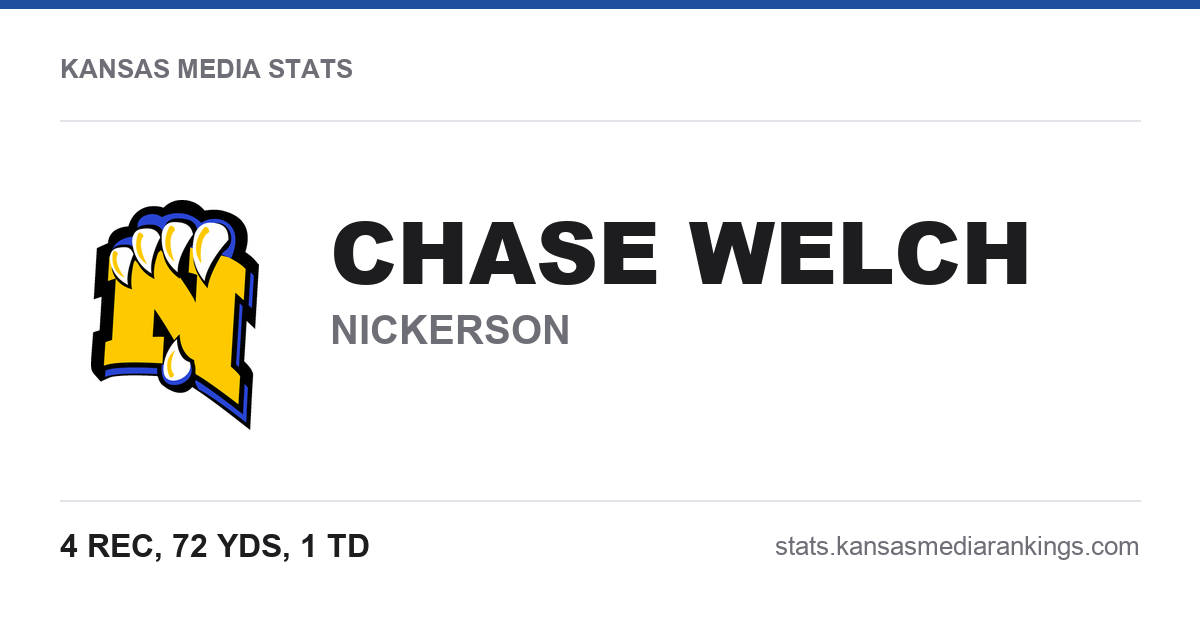 KANSAS MEDIA STATS
N
CHASE WELCH
NICKERSON
4 REC, 72 YDS, 1 TD
stats.kansasmediarankings.com